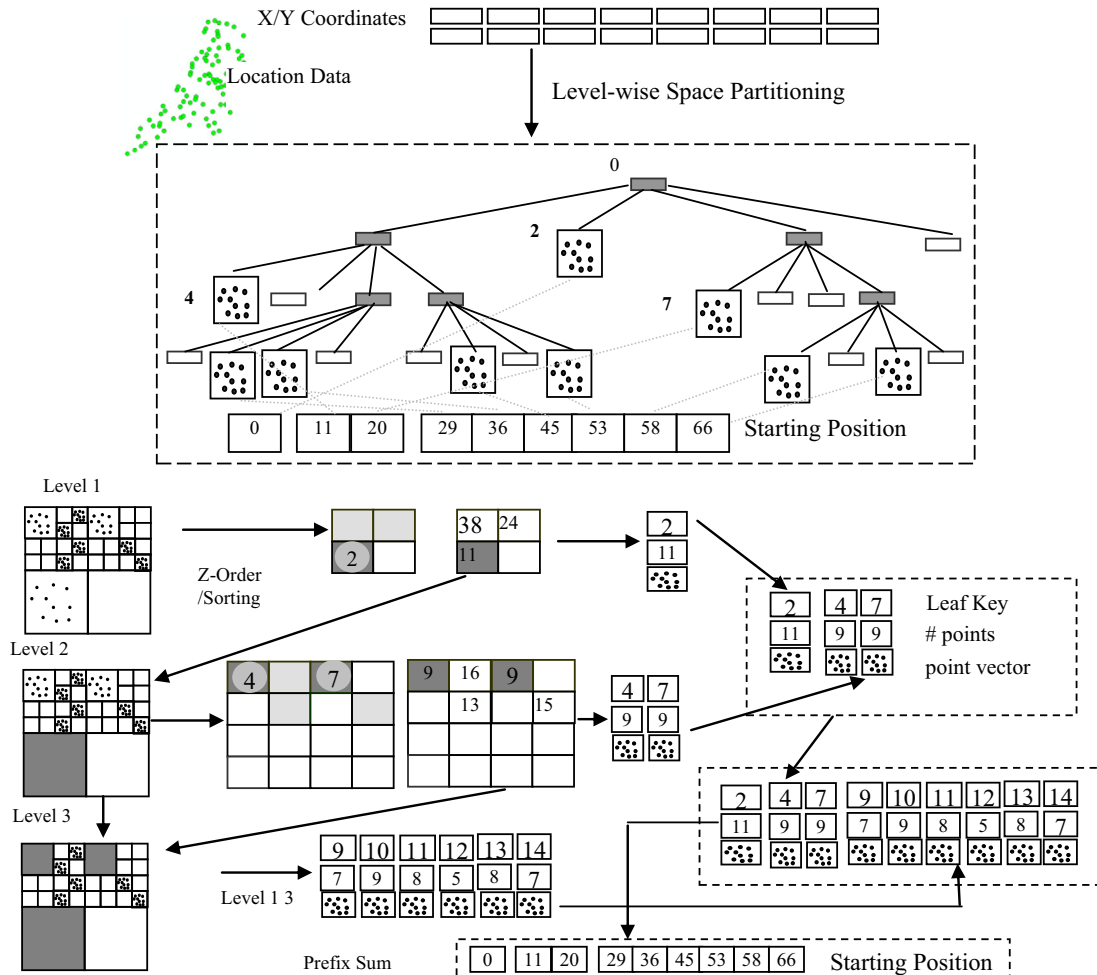 X/Y Coordinates
Location Data
Level-wise Space Partitioning
0
2
4
7
0 11 20 29 36 45 53 58 66 Starting Position
Level 1
38 24
2 11
2
11
Z-Order
/Sorting
2 4 7 Leaf Key
11 9 9 # points
point vector
Level 2
4 7
9 16 9
13 15
4 7
9 9
Level 3
2 4 7 9 10 11 12 13 14
11 9 9 7 9 8 5 8 7
9 10 11 12 13 14
7 9 8 5 8 7
Level 1 3
Prefix Sum
0 11 20 29 36 45 53 58 66 Starting Position